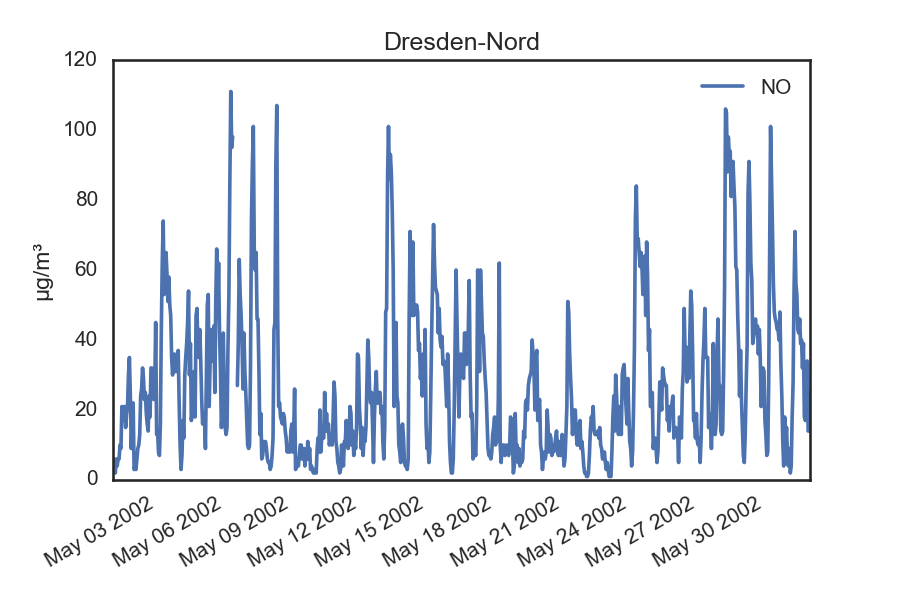 Dresden-Nord
120
100
80
60
40
20
0
µg/m³
NO
May 03 2002
May 06 2002
May 09 2002
May 12 2002
May 15 2002
May 18 2002
May 21 2002
May 24 2002
May 27 2002
May 30 2002